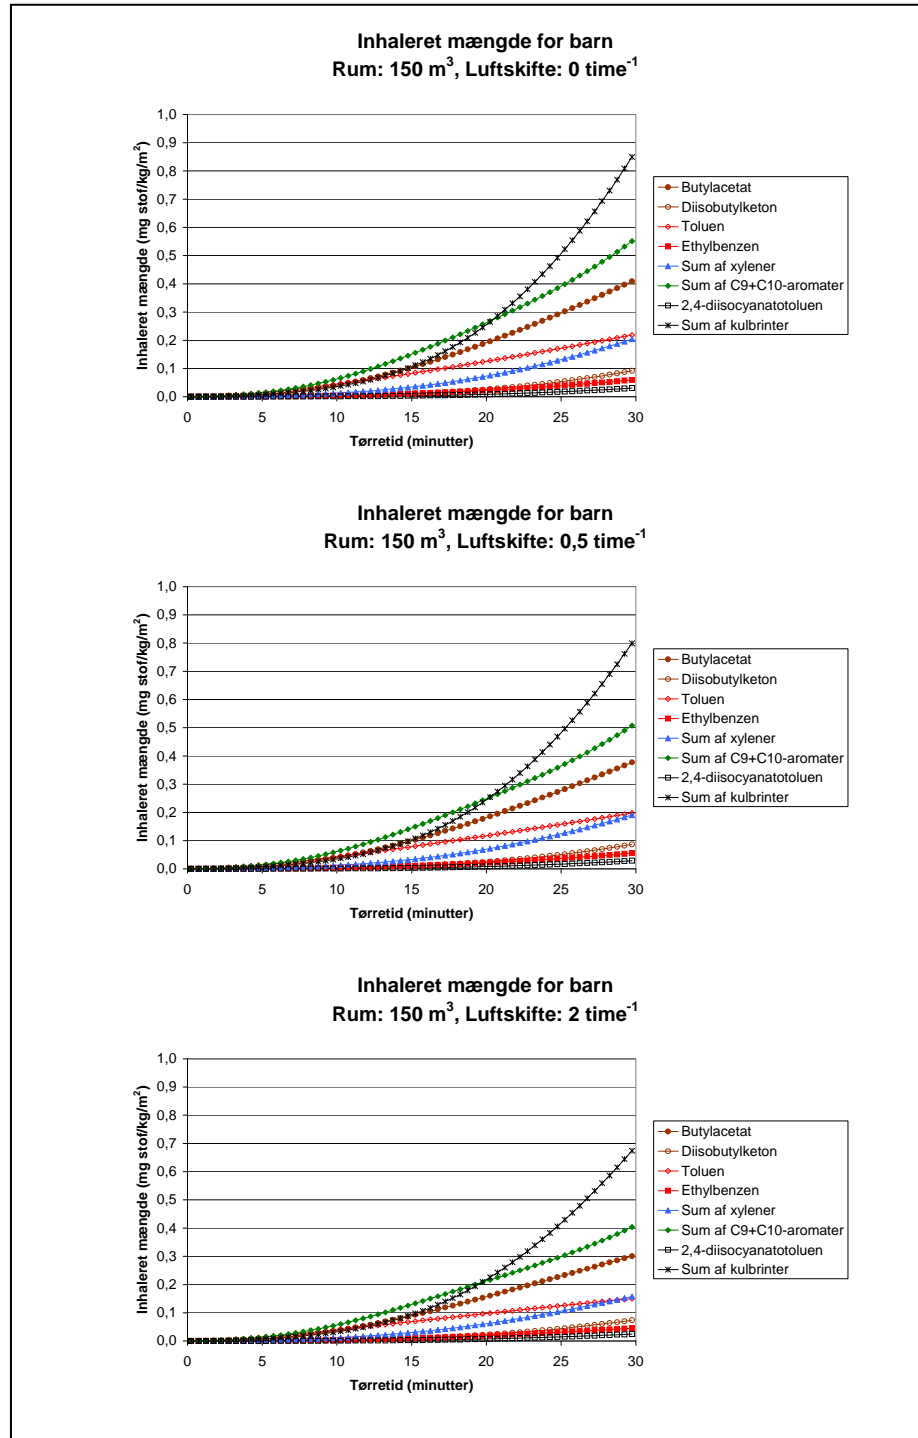 Inhaleret mængde for barn
Rum: 150 m³, Luftskifte: 0 time⁻¹
Inhaleret mængde (mg stof/kg/m²)
1,0
0,9
0,8
0,7
0,6
0,5
0,4
0,3
0,2
0,1
0,0
0 5 10 15 20 25 30
Tørretid (minutter)
Butylacetat
Diisobutylketon
Toluen
Ethylbenzen
Sum af xylener
Sum af C9+C10-aromater
2,4-diisocyanatotoluen
Sum af kulbrinter
Inhaleret mængde for barn
Rum: 150 m³, Luftskifte: 0,5 time⁻¹
Inhaleret mængde (mg stof/kg/m²)
1,0
0,9
0,8
0,7
0,6
0,5
0,4
0,3
0,2
0,1
0,0
0 5 10 15 20 25 30
Tørretid (minutter)
Butylacetat
Diisobutylketon
Toluen
Ethylbenzen
Sum af xylener
Sum af C9+C10-aromater
2,4-diisocyanatotoluen
Sum af kulbrinter
Inhaleret mængde for barn
Rum: 150 m³, Luftskifte: 2 time⁻¹
Inhaleret mængde (mg stof/kg/m²)
1,0
0,9
0,8
0,7
0,6
0,5
0,4
0,3
0,2
0,1
0,0
0 5 10 15 20 25 30
Tørretid (minutter)
Butylacetat
Diisobutylketon
Toluen
Ethylbenzen
Sum af xylener
Sum af C9+C10-aromater
2,4-diisocyanatotoluen
Sum af kulbrinter